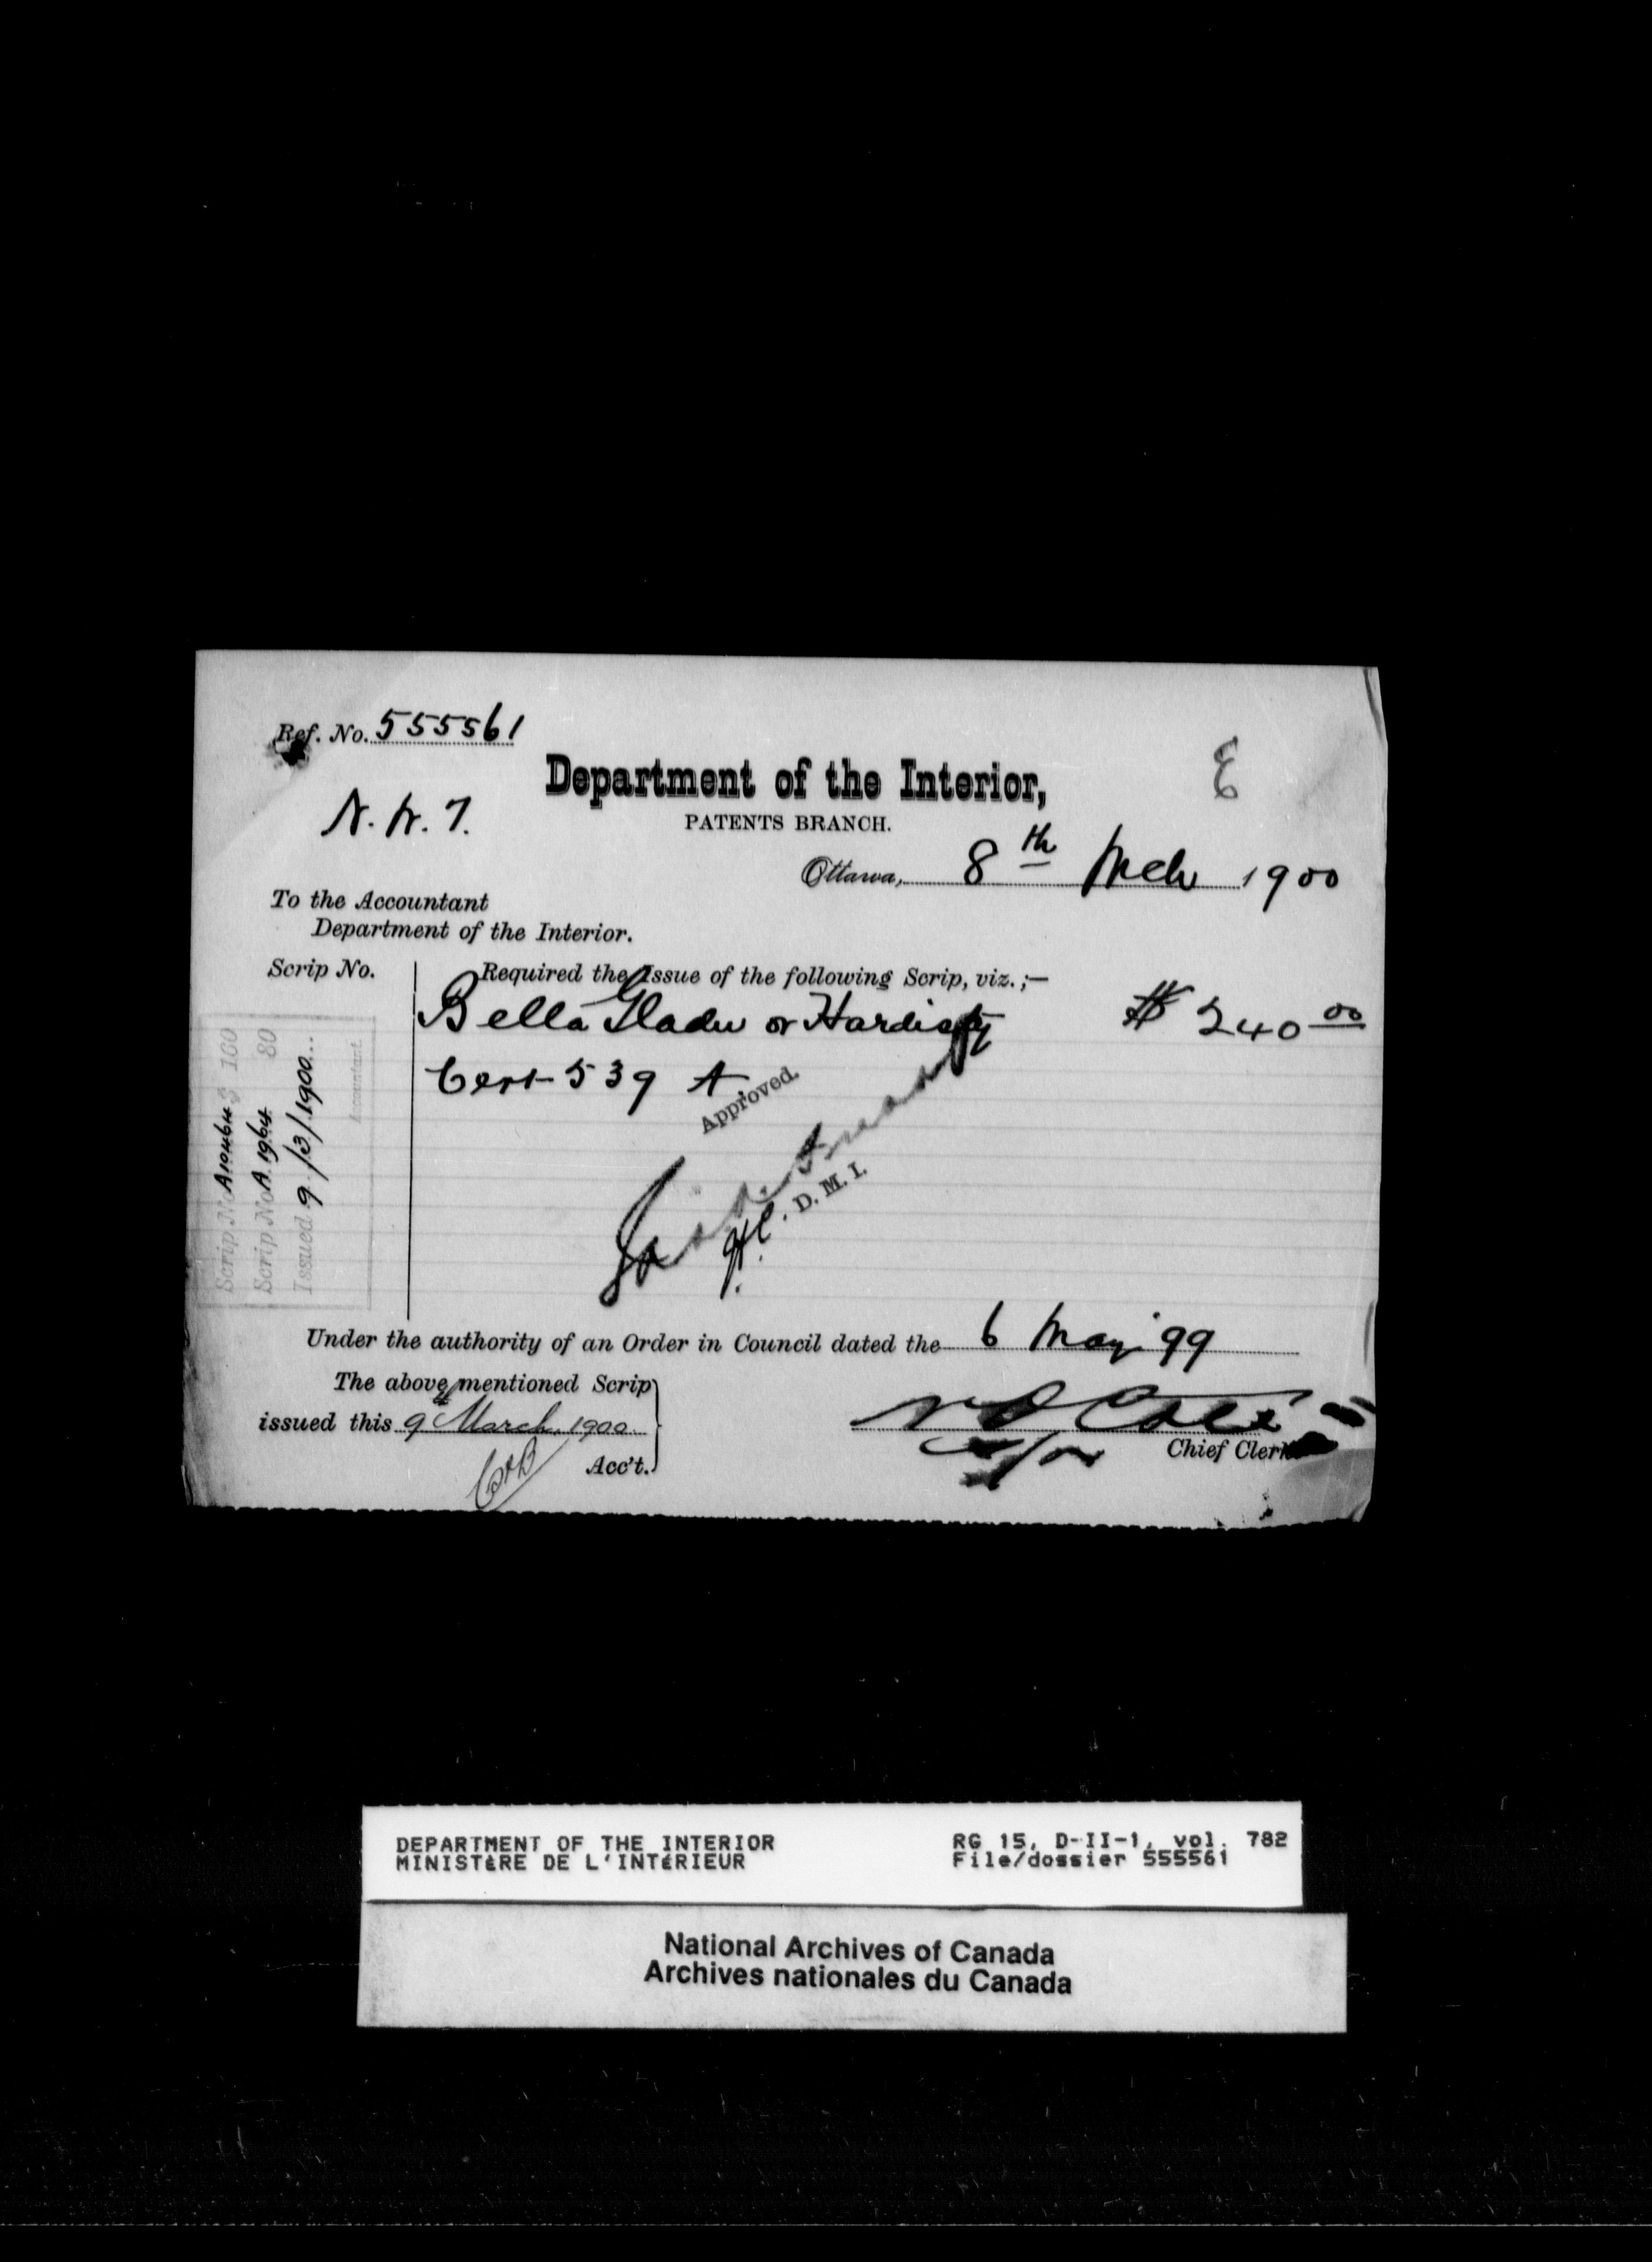 Ref. No. 555561
Department of the Interior,
N. W. T.
PATENTS BRANCH.
Ottawa, 8th Mch 1900
To the Accountant
Department of the Interior.
Scrip No.
Required the Issue of the following Scrip, viz.;—
Bella Gladu or Hardisty $ 240 00
Cert 539 A
Scrip No A10464 $ 160
Scrip No A. 1964 80
Issued 9/3/1900
Accountant.
Approved.
D. M. I.
Under the authority of an Order in Council dated the 6 May 99
The above mentioned Scrip
issued this 9th March 1900
Acc't.
Chief Clerk
DEPARTMENT OF THE INTERIOR RG 15, D-II-1, vol. 782
MINISTÈRE DE L'INTÉRIEUR File/dossier 555561
National Archives of Canada
Archives nationales du Canada